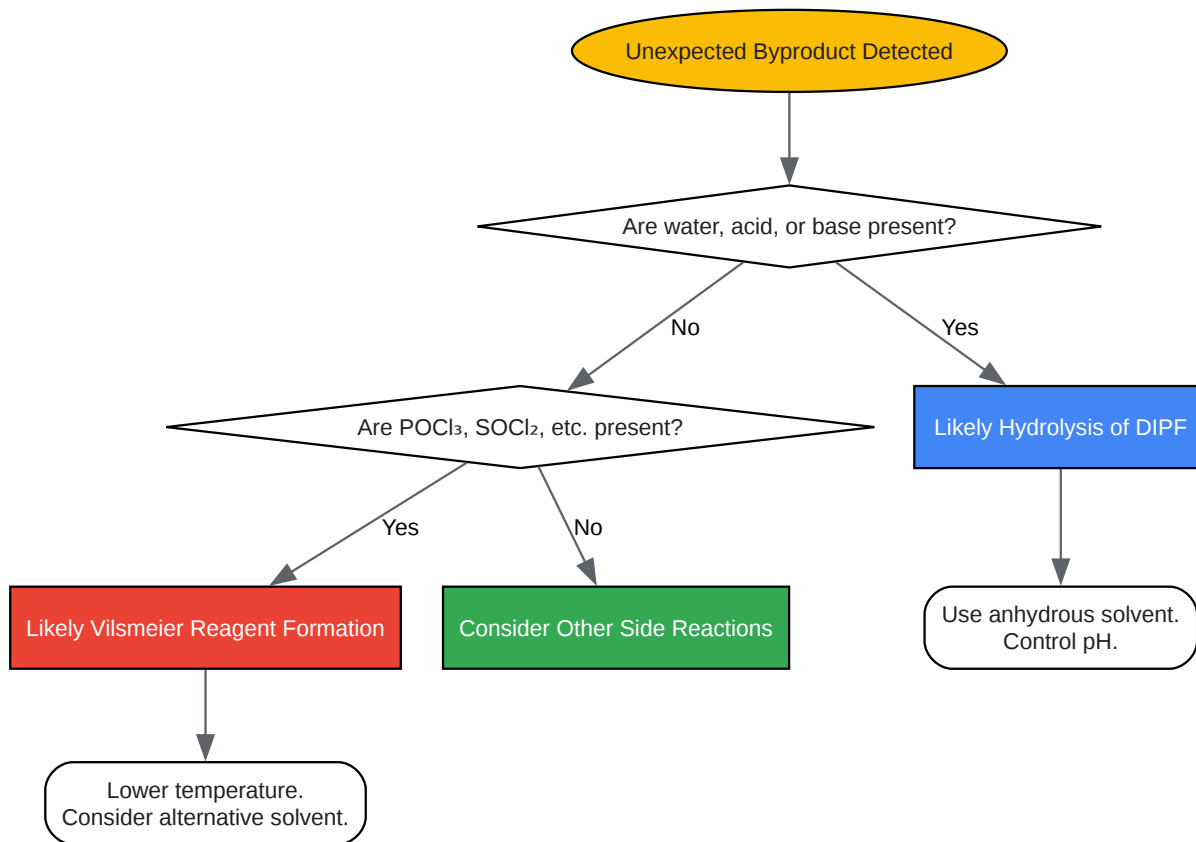 Unexpected Byproduct Detected
Are water, acid, or base present?
No
Yes
Are POCl₃, SOCl₂, etc. present?
Likely Hydrolysis of DIPF
Yes
No
Likely Vilsmeier Reagent Formation
Consider Other Side Reactions
Use anhydrous solvent.
Control pH.
Lower temperature.
Consider alternative solvent.